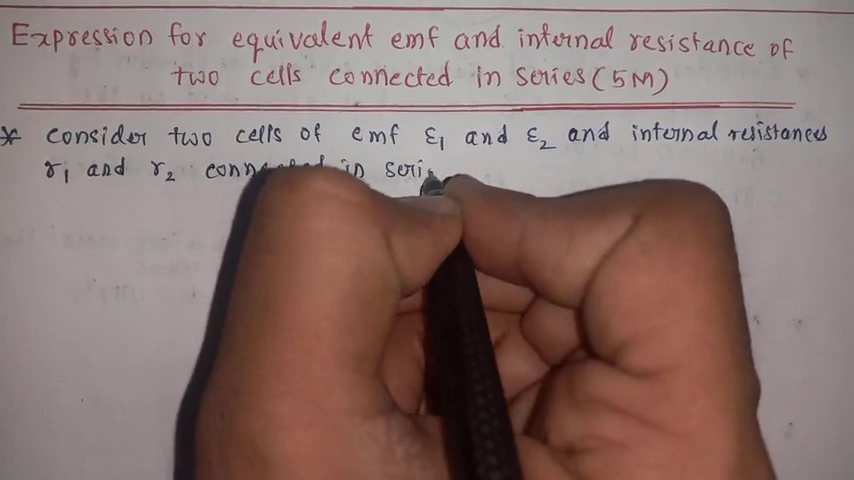 Expression for equivalent emf and internal resistance of
two cells connected in series (5M)
* consider two cells of emf ε₁ and ε₂ and internal resistances
r₁ and r₂ in